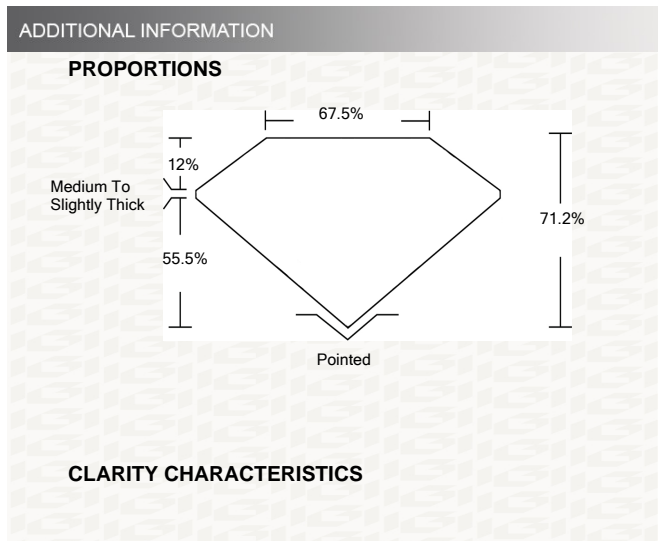 ADDITIONAL INFORMATION
PROPORTIONS
67.5%
12%
Medium To
Slightly Thick
71.2%
55.5%
Pointed
CLARITY CHARACTERISTICS